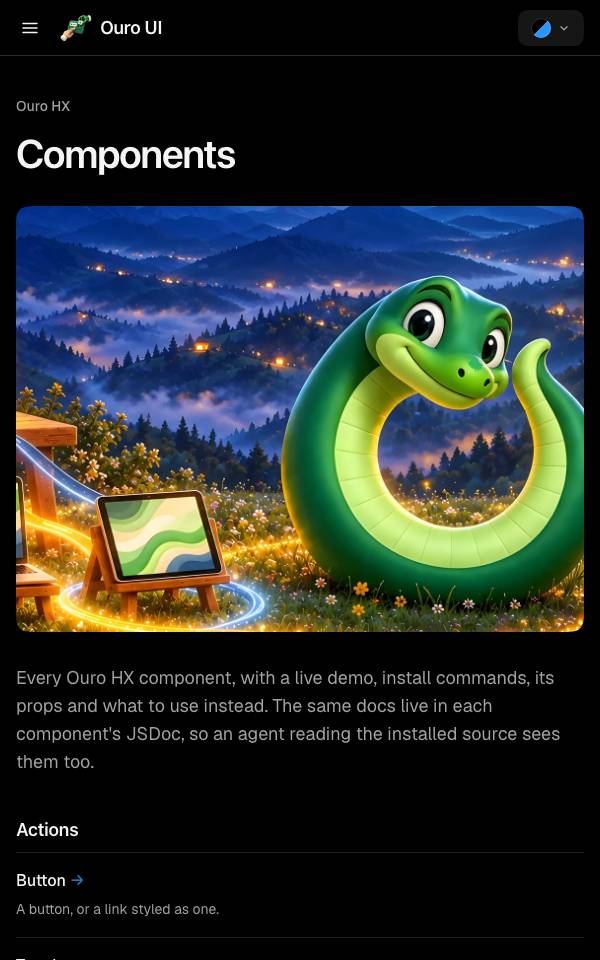 Ouro UI
Ouro HX
Components
Every Ouro HX component, with a live demo, install commands, its
props and what to use instead. The same docs live in each
component's JSDoc, so an agent reading the installed source sees
them too.
Actions
Button →
A button, or a link styled as one.